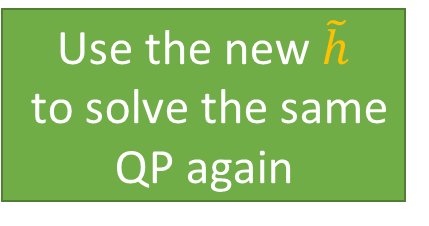 Use the new h̃
to solve the same
QP again